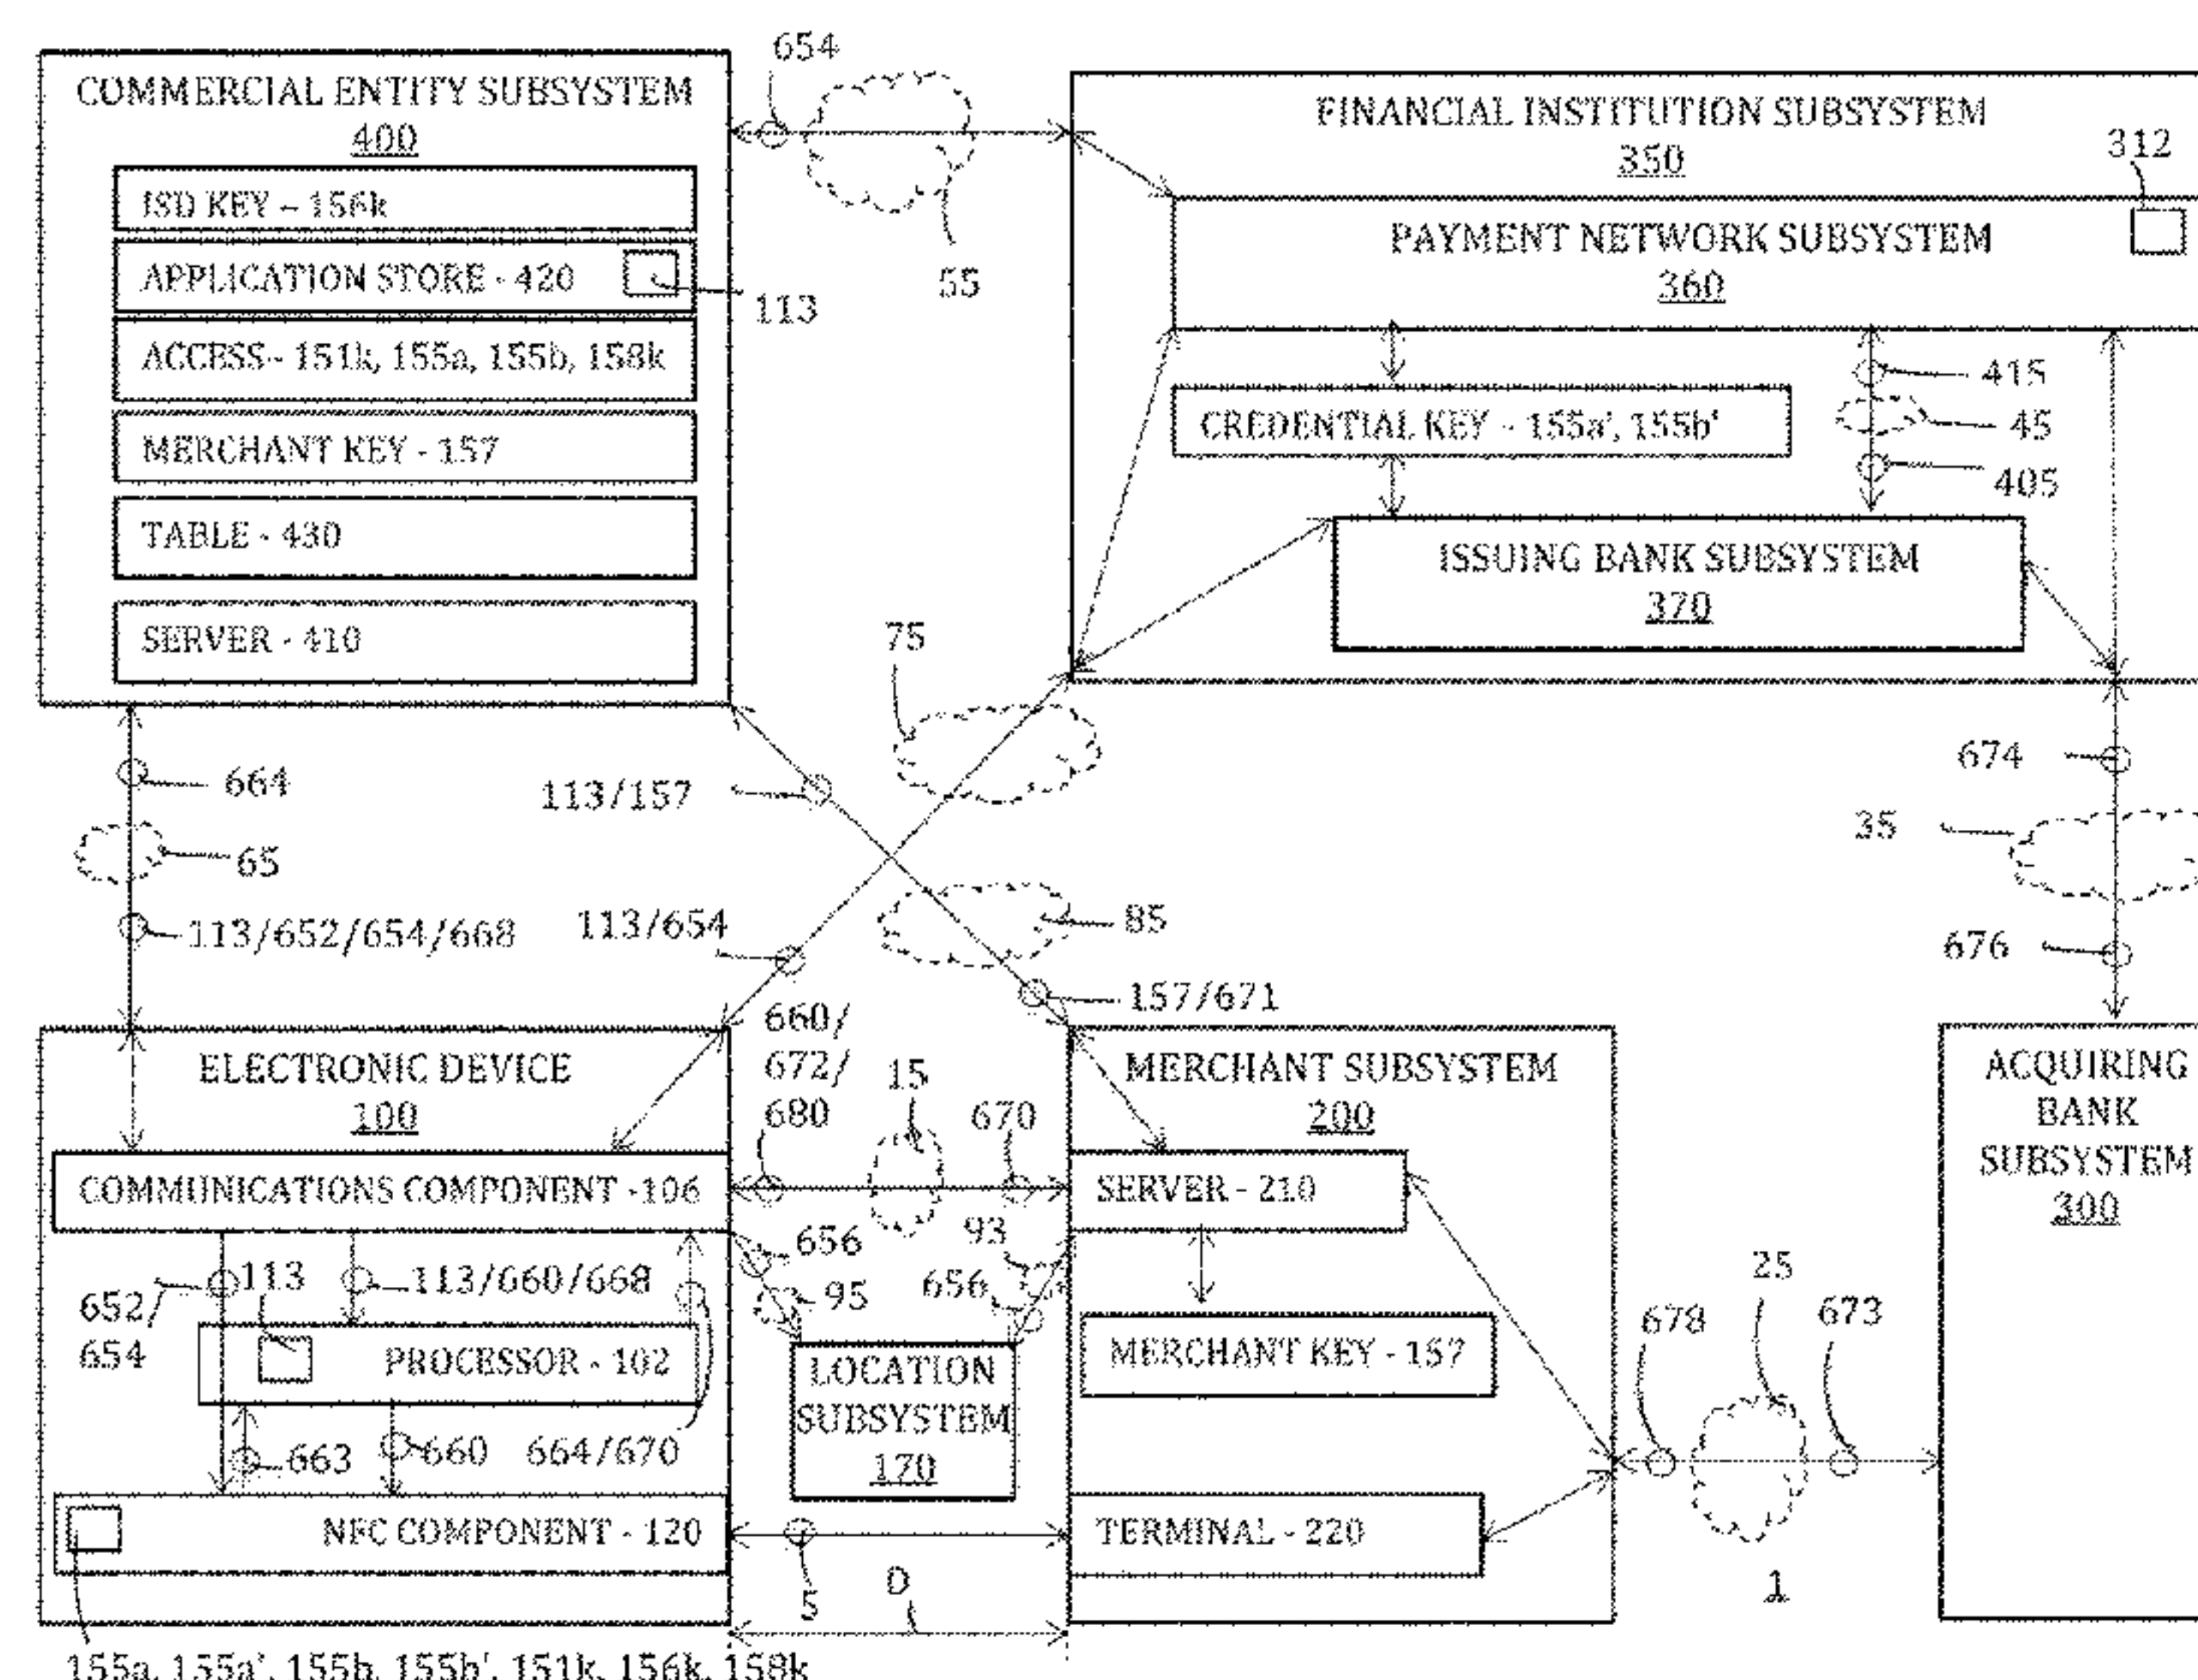 654
COMMERCIAL ENTITY SUBSYSTEM
400
ISD KEY - 156k
APPLICATION STORE - 420
113
ACCESS - 151k, 155a, 155b, 158k
MERCHANT KEY - 157
TABLE - 430
SERVER - 410
55
FINANCIAL INSTITUTION SUBSYSTEM
350
312
PAYMENT NETWORK SUBSYSTEM
360
415
CREDENTIAL KEY - 155a', 155b'
45
405
ISSUING BANK SUBSYSTEM
370
75
664
113/157
674
65
35
113/652/654/668
113/654
85
676
157/671
ELECTRONIC DEVICE
100
660/
672/
680
15
670
MERCHANT SUBSYSTEM
200
ACQUIRING
BANK
SUBSYSTEM
300
COMMUNICATIONS COMPONENT -106
SERVER - 210
656
93
113
113/660/668
652/
654
95
656
25
678
673
PROCESSOR - 102
LOCATION
SUBSYSTEM
170
MERCHANT KEY - 157
663
660
664/670
NFC COMPONENT - 120
TERMINAL - 220
5
D
1
155a, 155a', 155b, 155b', 151k, 156k, 158k